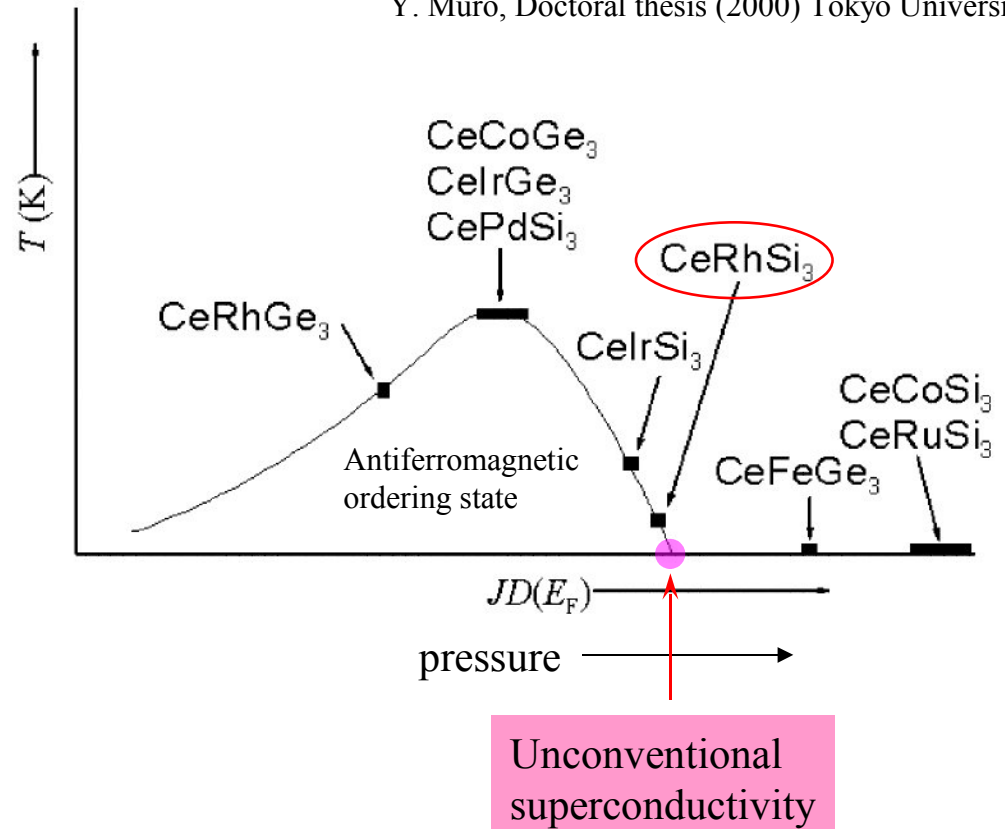 Y. Muro, Doctoral thesis (2000) Tokyo Universi
T (K)
CeCoGe3
CeIrGe3
CePdSi3
CeRhSi3
CeRhGe3
CeIrSi3
CeCoSi3
CeRuSi3
CeFeGe3
Antiferromagnetic
ordering state
JD(EF)
pressure
Unconventional
superconductivity